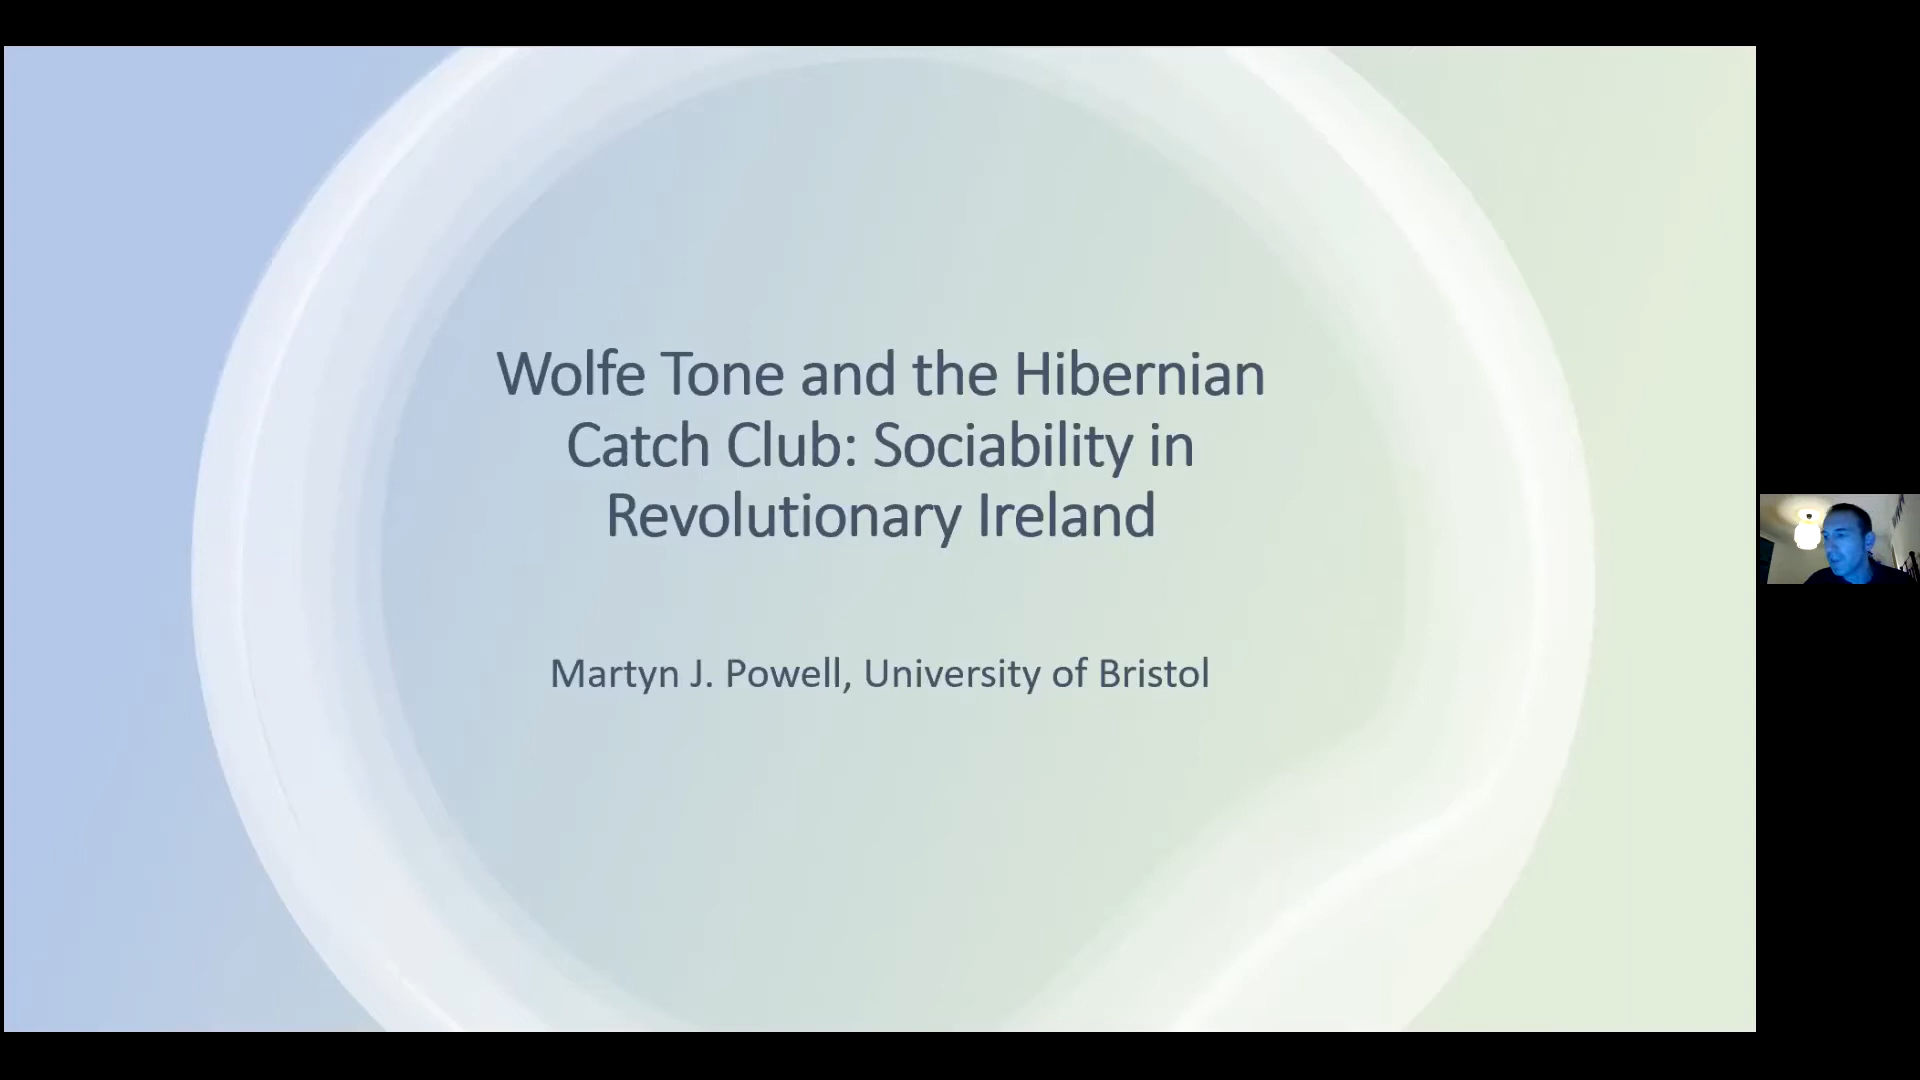 Wolfe Tone and the Hibernian
Catch Club: Sociability in
Revolutionary Ireland
Martyn J. Powell, University of Bristol